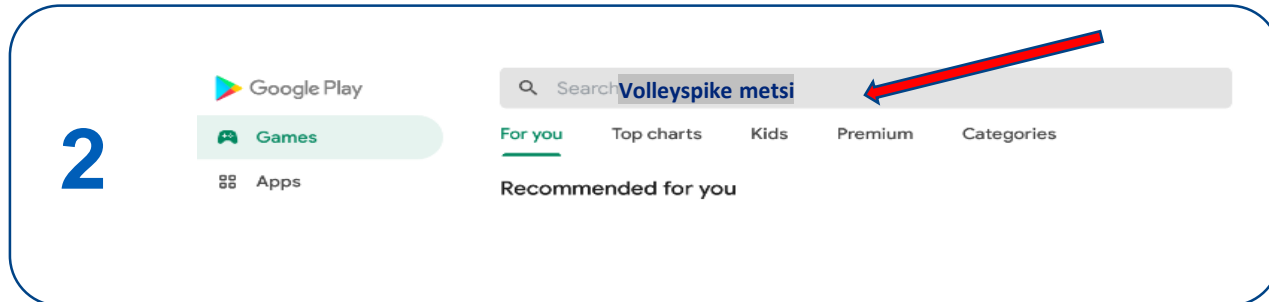 2
Google Play
Search Volleyspike metsi
Games
For you Top charts Kids Premium Categories
Apps
Recommended for you